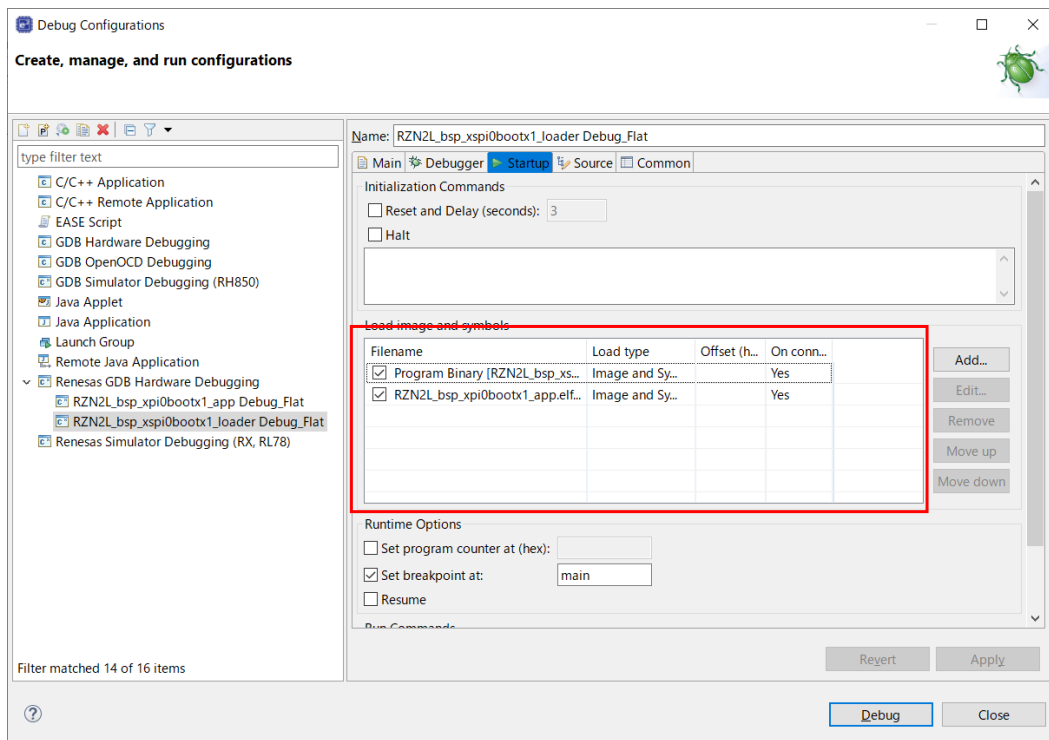 Debug Configurations
Create, manage, and run configurations
type filter text
C/C++ Application
C/C++ Remote Application
EASE Script
GDB Hardware Debugging
GDB OpenOCD Debugging
GDB Simulator Debugging (RH850)
Java Applet
Java Application
Launch Group
Remote Java Application
Renesas GDB Hardware Debugging
RZN2L_bsp_xpi0bootx1_app Debug_Flat
RZN2L_bsp_xspi0bootx1_loader Debug_Flat
Renesas Simulator Debugging (RX, RL78)
Filter matched 14 of 16 items
Name: RZN2L_bsp_xspi0bootx1_loader Debug_Flat
Main Debugger Startup Source Common
Initialization Commands
Reset and Delay (seconds): 3
Halt
Load image and symbols
Filename Load type Offset (h... On conn...
Program Binary [RZN2L_bsp_xs... Image and Sy... Yes
RZN2L_bsp_xpi0bootx1_app.elf... Image and Sy... Yes
Add...
Edit...
Remove
Move up
Move down
Runtime Options
Set program counter at (hex):
Set breakpoint at: main
Resume
Run Commands
Revert Apply
Debug Close